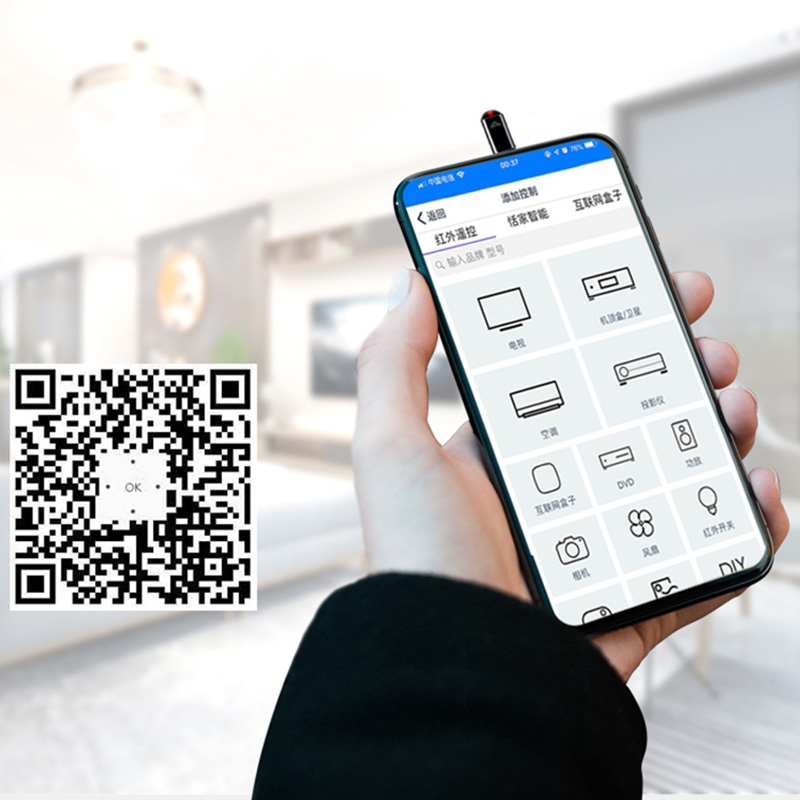 中国电信
00:37
76%
返回
添加控制
红外遥控
恬家智能
互联网盒子
输入品牌 型号
电视
机顶盒/卫星
空调
投影仪
互联网盒子
DVD
功放
相机
风扇
红外开关
DIY
OK